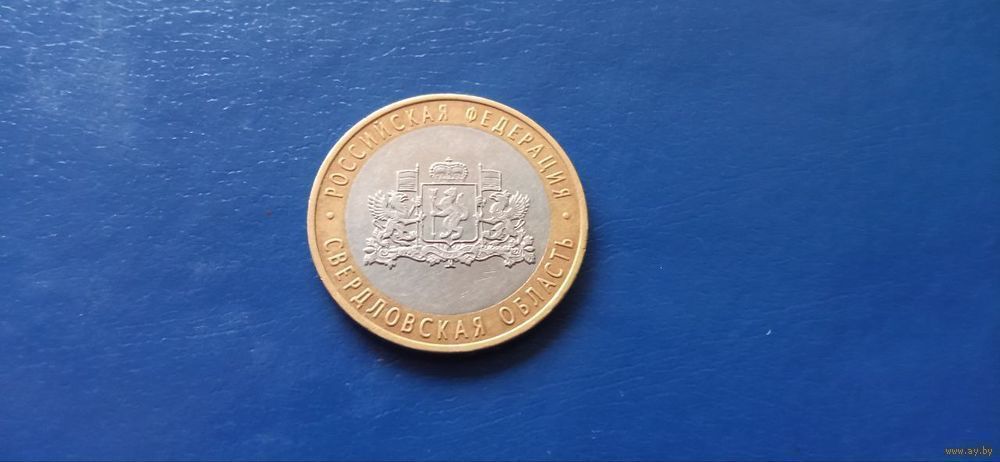 • РОССИЙСКАЯ ФЕДЕРАЦИЯ •
СВЕРДЛОВСКАЯ ОБЛАСТЬ
www.ay.by